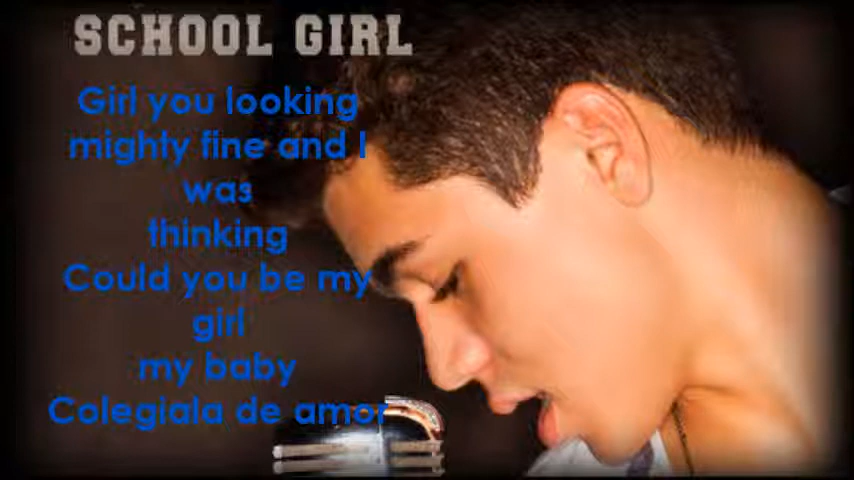 SCHOOL GIRL
Girl you looking
mighty fine and I
was
thinking
Could you be my
girl
my baby
Colegiala de amor